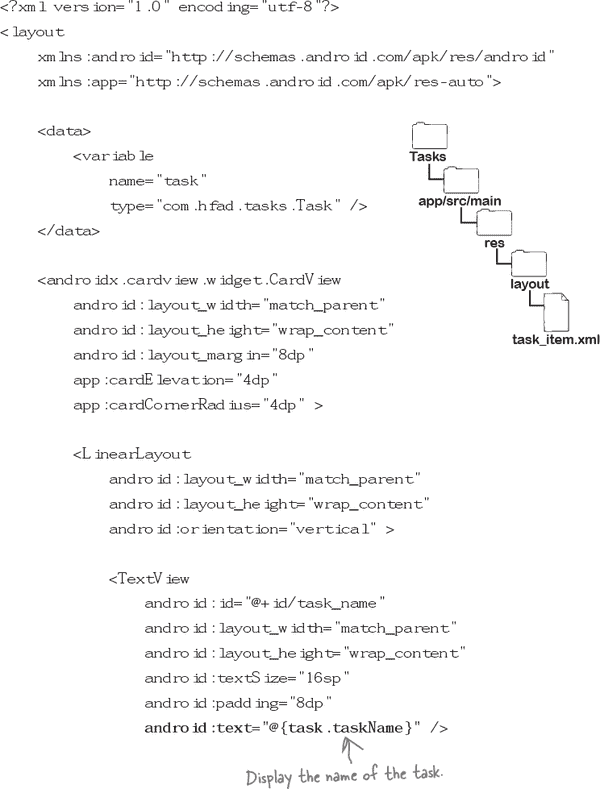 <?xml version="1.0" encoding="utf-8"?>
<layout
xmlns:android="http://schemas.android.com/apk/res/android"
xmlns:app="http://schemas.android.com/apk/res-auto">
<data>
<variable
name="task"
type="com.hfad.tasks.Task" />
</data>
Tasks
app/src/main
res
layout
task_item.xml
<androidx.cardview.widget.CardView
android:layout_width="match_parent"
android:layout_height="wrap_content"
android:layout_margin="8dp"
app:cardElevation="4dp"
app:cardCornerRadius="4dp" >
<LinearLayout
android:layout_width="match_parent"
android:layout_height="wrap_content"
android:orientation="vertical" >
<TextView
android:id="@+id/task_name"
android:layout_width="match_parent"
android:layout_height="wrap_content"
android:textSize="16sp"
android:padding="8dp"
android:text="@{task.taskName}" />
Display the name of the task.